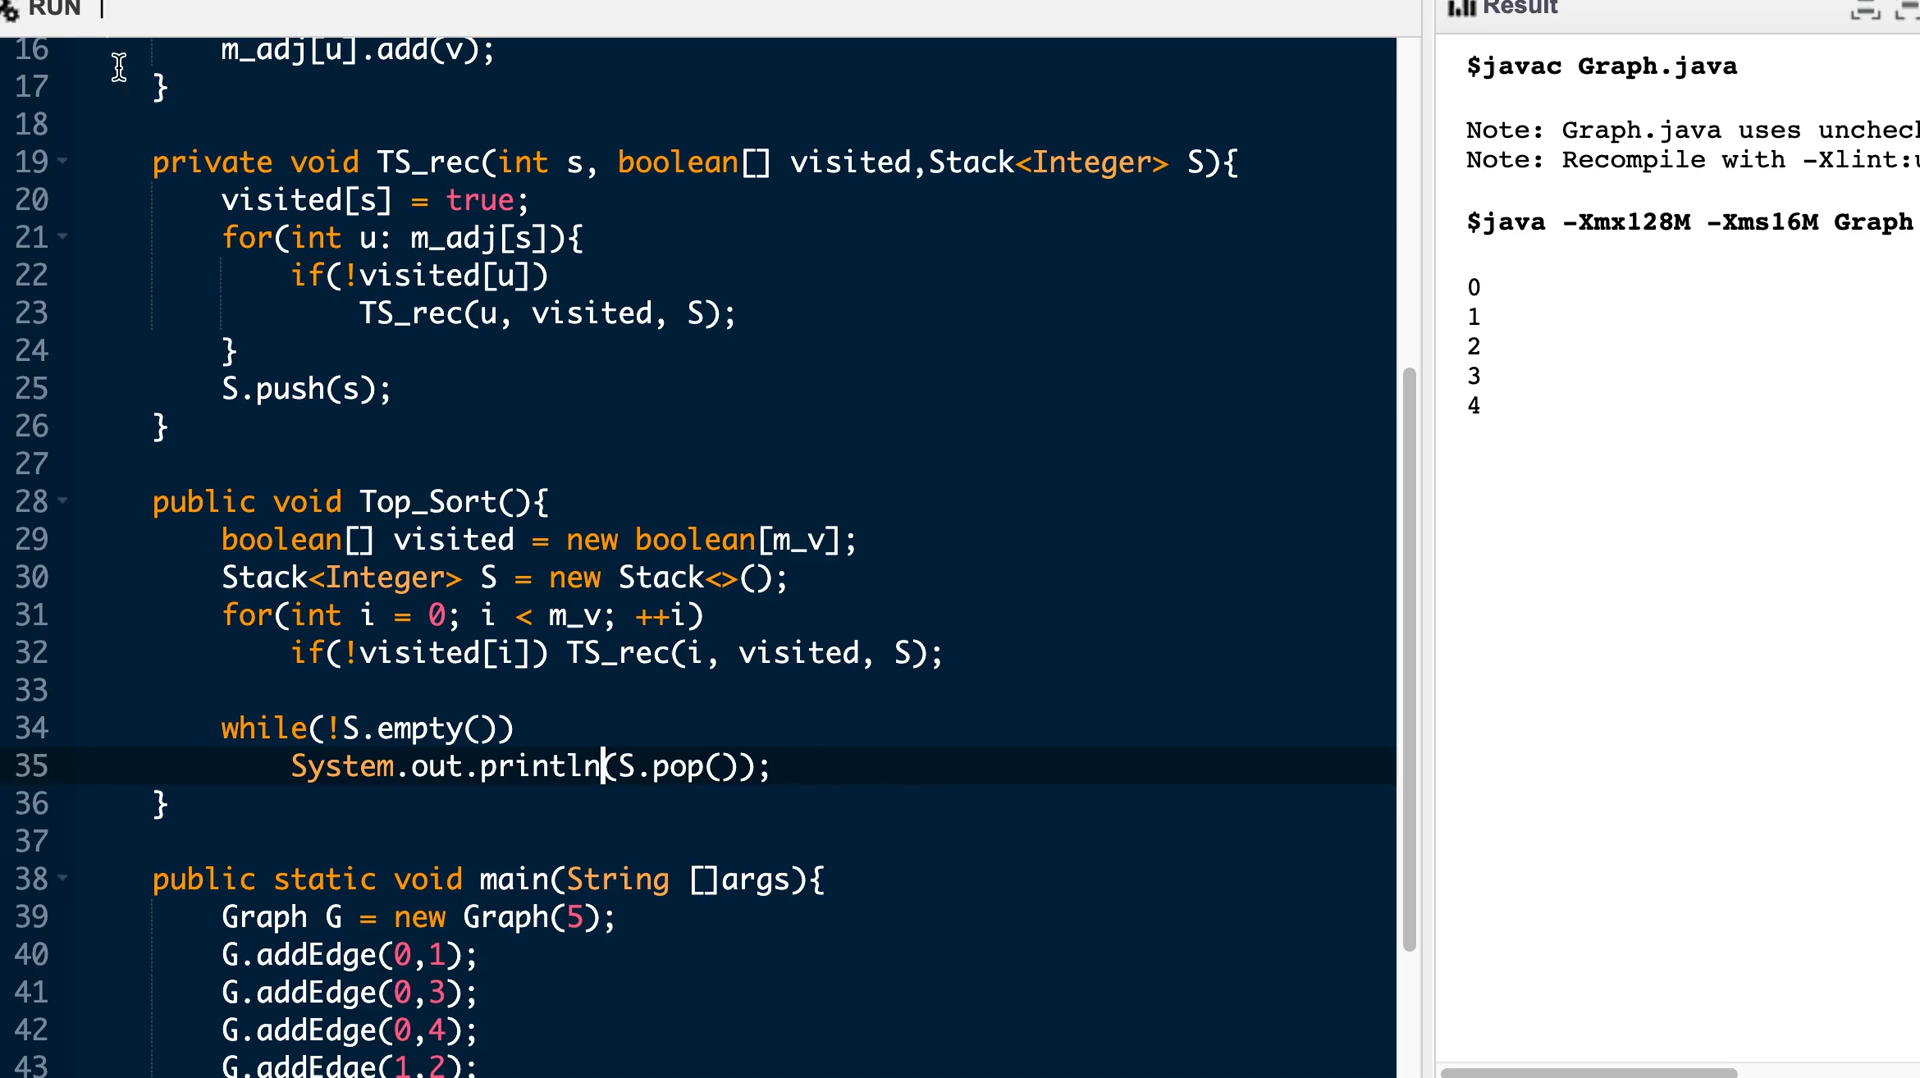 RUN
16 m_adj[u].add(v);
17 }
18
19 private void TS_rec(int s, boolean[] visited,Stack<Integer> S){
20 visited[s] = true;
21 for(int u: m_adj[s]){
22 if(!visited[u])
23 TS_rec(u, visited, S);
24 }
25 S.push(s);
26 }
27
28 public void Top_Sort(){
29 boolean[] visited = new boolean[m_v];
30 Stack<Integer> S = new Stack<>();
31 for(int i = 0; i < m_v; ++i)
32 if(!visited[i]) TS_rec(i, visited, S);
33
34 while(!S.empty())
35 System.out.println(S.pop());
36 }
37
38 public static void main(String []args){
39 Graph G = new Graph(5);
40 G.addEdge(0,1);
41 G.addEdge(0,3);
42 G.addEdge(0,4);
43 G.addEdge(1,2);
Result
$javac Graph.java
Note: Graph.java uses unchec
Note: Recompile with -Xlint:u
$java -Xmx128M -Xms16M Graph
0
1
2
3
4